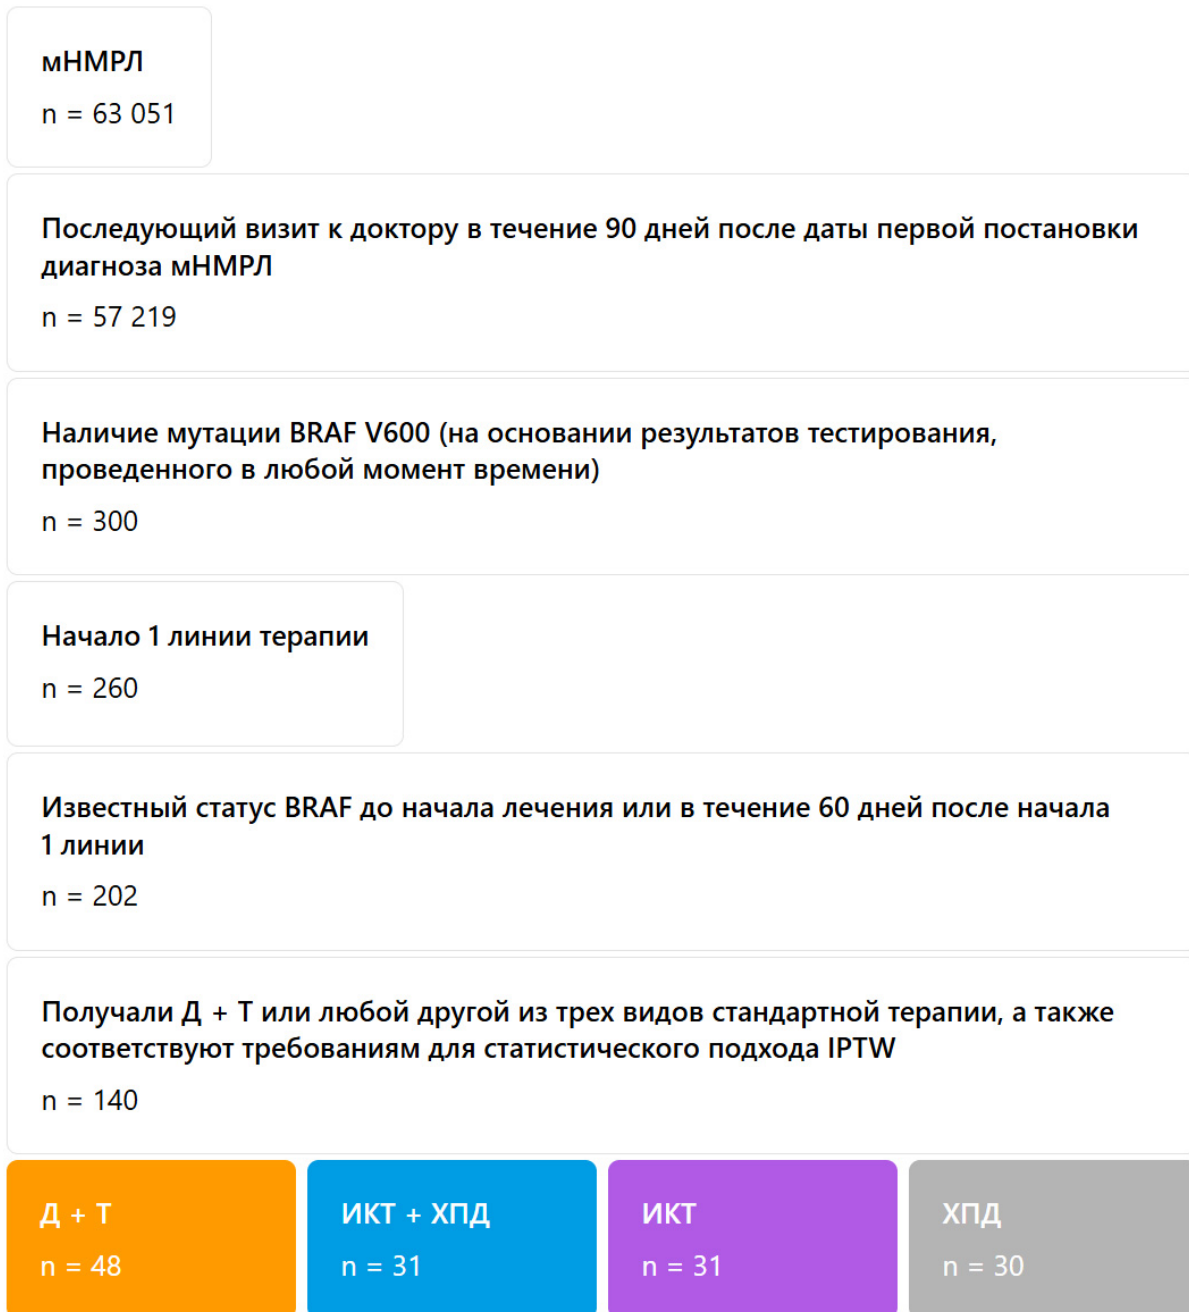 мНМРЛ
n = 63 051
Последующий визит к доктору в течение 90 дней после даты первой постановки
диагноза мНМРЛ
n = 57 219
Наличие мутации BRAF V600 (на основании результатов тестирования,
проведенного в любой момент времени)
n = 300
Начало 1 линии терапии
n = 260
Известный статус BRAF до начала лечения или в течение 60 дней после начала
1 линии
n = 202
Получали Д + Т или любой другой из трех видов стандартной терапии, а также
соответствуют требованиям для статистического подхода IPTW
n = 140
Д + Т
n = 48
ИКТ + ХПД
n = 31
ИКТ
n = 31
ХПД
n = 30